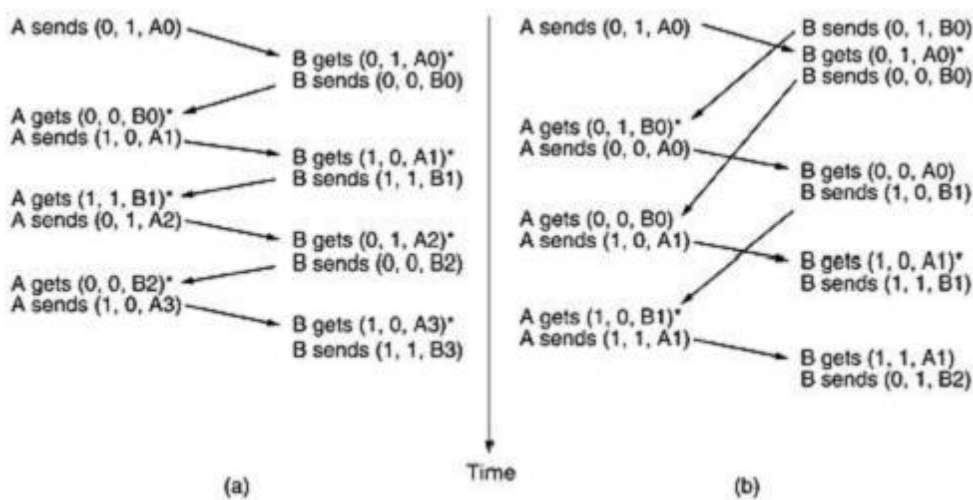 A sends (0, 1, A0)
B gets (0, 1, A0)*
B sends (0, 0, B0)
A gets (0, 0, B0)*
A sends (1, 0, A1)
B gets (1, 0, A1)*
B sends (1, 1, B1)
A gets (1, 1, B1)*
A sends (0, 1, A2)
B gets (0, 1, A2)*
B sends (0, 0, B2)
A gets (0, 0, B2)*
A sends (1, 0, A3)
B gets (1, 0, A3)*
B sends (1, 1, B3)
(a)
Time
A sends (0, 1, A0)
B sends (0, 1, B0)
B gets (0, 1, A0)*
B sends (0, 0, B0)
A gets (0, 1, B0)*
A sends (0, 0, A0)
B gets (0, 0, A0)
B sends (1, 0, B1)
A gets (0, 0, B0)
A sends (1, 0, A1)
B gets (1, 0, A1)*
B sends (1, 1, B1)
A gets (1, 0, B1)*
A sends (1, 1, A1)
B gets (1, 1, A1)
B sends (0, 1, B2)
(b)